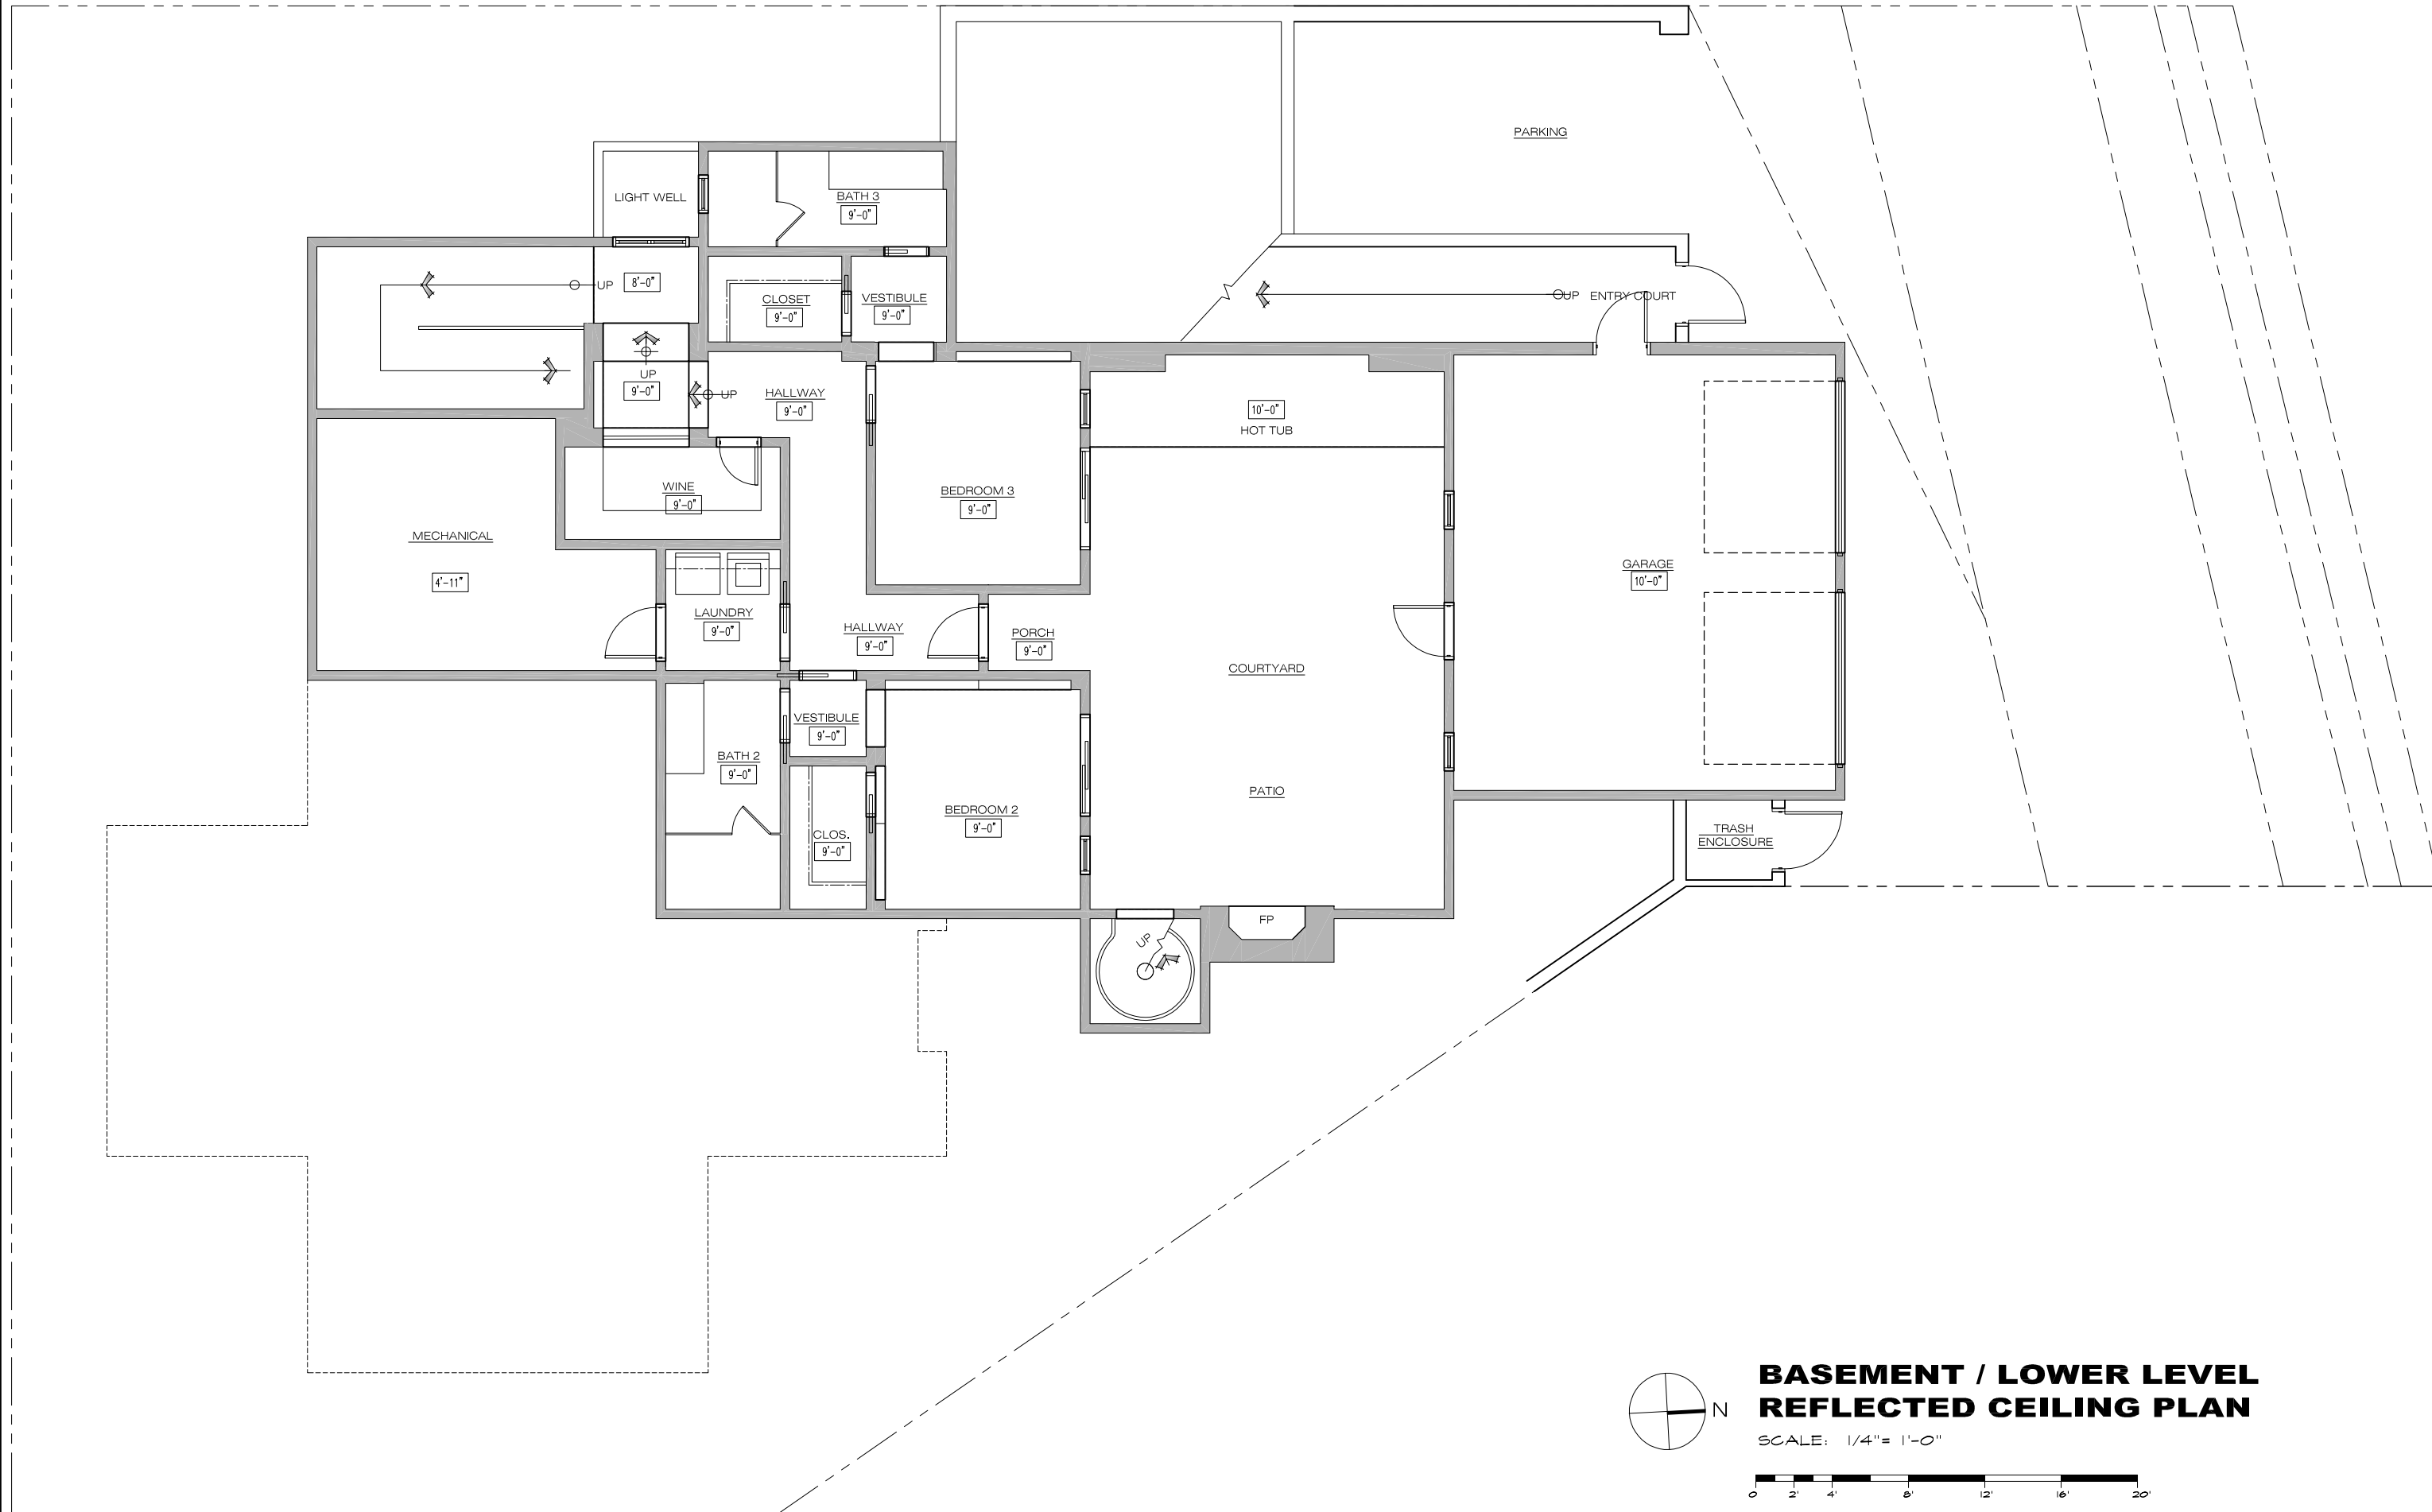 PARKING
LIGHT WELL
BATH 3
9'-0"
UP
8'-0"
CLOSET
9'-0"
VESTIBULE
9'-0"
UP
ENTRY COURT
UP
9'-0"
UP
HALLWAY
9'-0"
10'-0"
HOT TUB
WINE
9'-0"
BEDROOM 3
9'-0"
MECHANICAL
4'-11"
GARAGE
10'-0"
LAUNDRY
9'-0"
HALLWAY
9'-0"
PORCH
9'-0"
COURTYARD
VESTIBULE
9'-0"
BATH 2
9'-0"
PATIO
BEDROOM 2
9'-0"
CLOS.
9'-0"
TRASH
ENCLOSURE
FP
UP
N
BASEMENT / LOWER LEVEL
REFLECTED CEILING PLAN
SCALE: 1/4"= 1'-0"
0 2' 4' 8' 12' 16' 20'